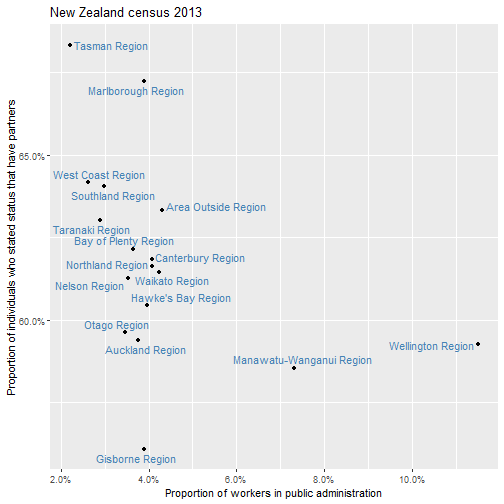 New Zealand census 2013
Tasman Region
Marlborough Region
65.0%
West Coast Region
Southland Region
Area Outside Region
Taranaki Region
Bay of Plenty Region
Canterbury Region
Northland Region
Waikato Region
Nelson Region
Hawke's Bay Region
60.0%
Otago Region
Auckland Region
Wellington Region
Manawatu-Wanganui Region
Gisborne Region
2.0%
4.0%
6.0%
8.0%
10.0%
Proportion of workers in public administration
Proportion of individuals who stated status that have partners